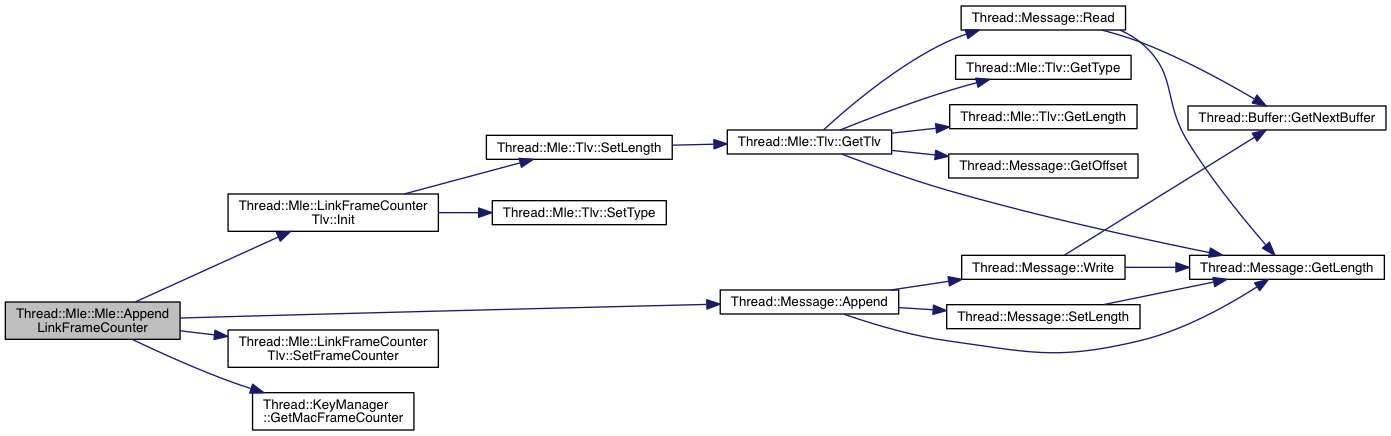 Thread::Mle::Mle::Append
LinkFrameCounter
Thread::Mle::LinkFrameCounter
Tlv::Init
Thread::Mle::Tlv::SetLength
Thread::Mle::Tlv::GetTlv
Thread::Message::Read
Thread::Buffer::GetNextBuffer
Thread::Message::GetLength
Thread::Mle::Tlv::GetType
Thread::Mle::Tlv::GetLength
Thread::Message::GetOffset
Thread::Mle::Tlv::SetType
Thread::Message::Append
Thread::Message::Write
Thread::Message::SetLength
Thread::Mle::LinkFrameCounter
Tlv::SetFrameCounter
Thread::KeyManager
::GetMacFrameCounter